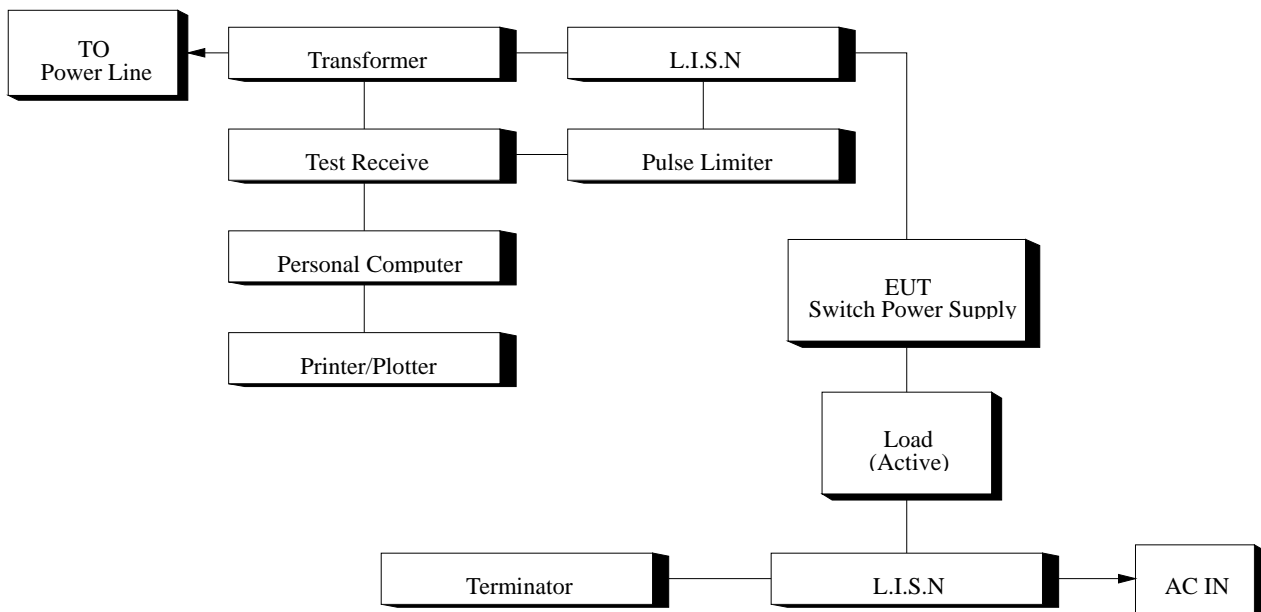 TO
Power Line
Transformer
L.I.S.N
Test Receive
Pulse Limiter
Personal Computer
EUT
Switch Power Supply
Printer/Plotter
Load
(Active)
Terminator
L.I.S.N
AC IN